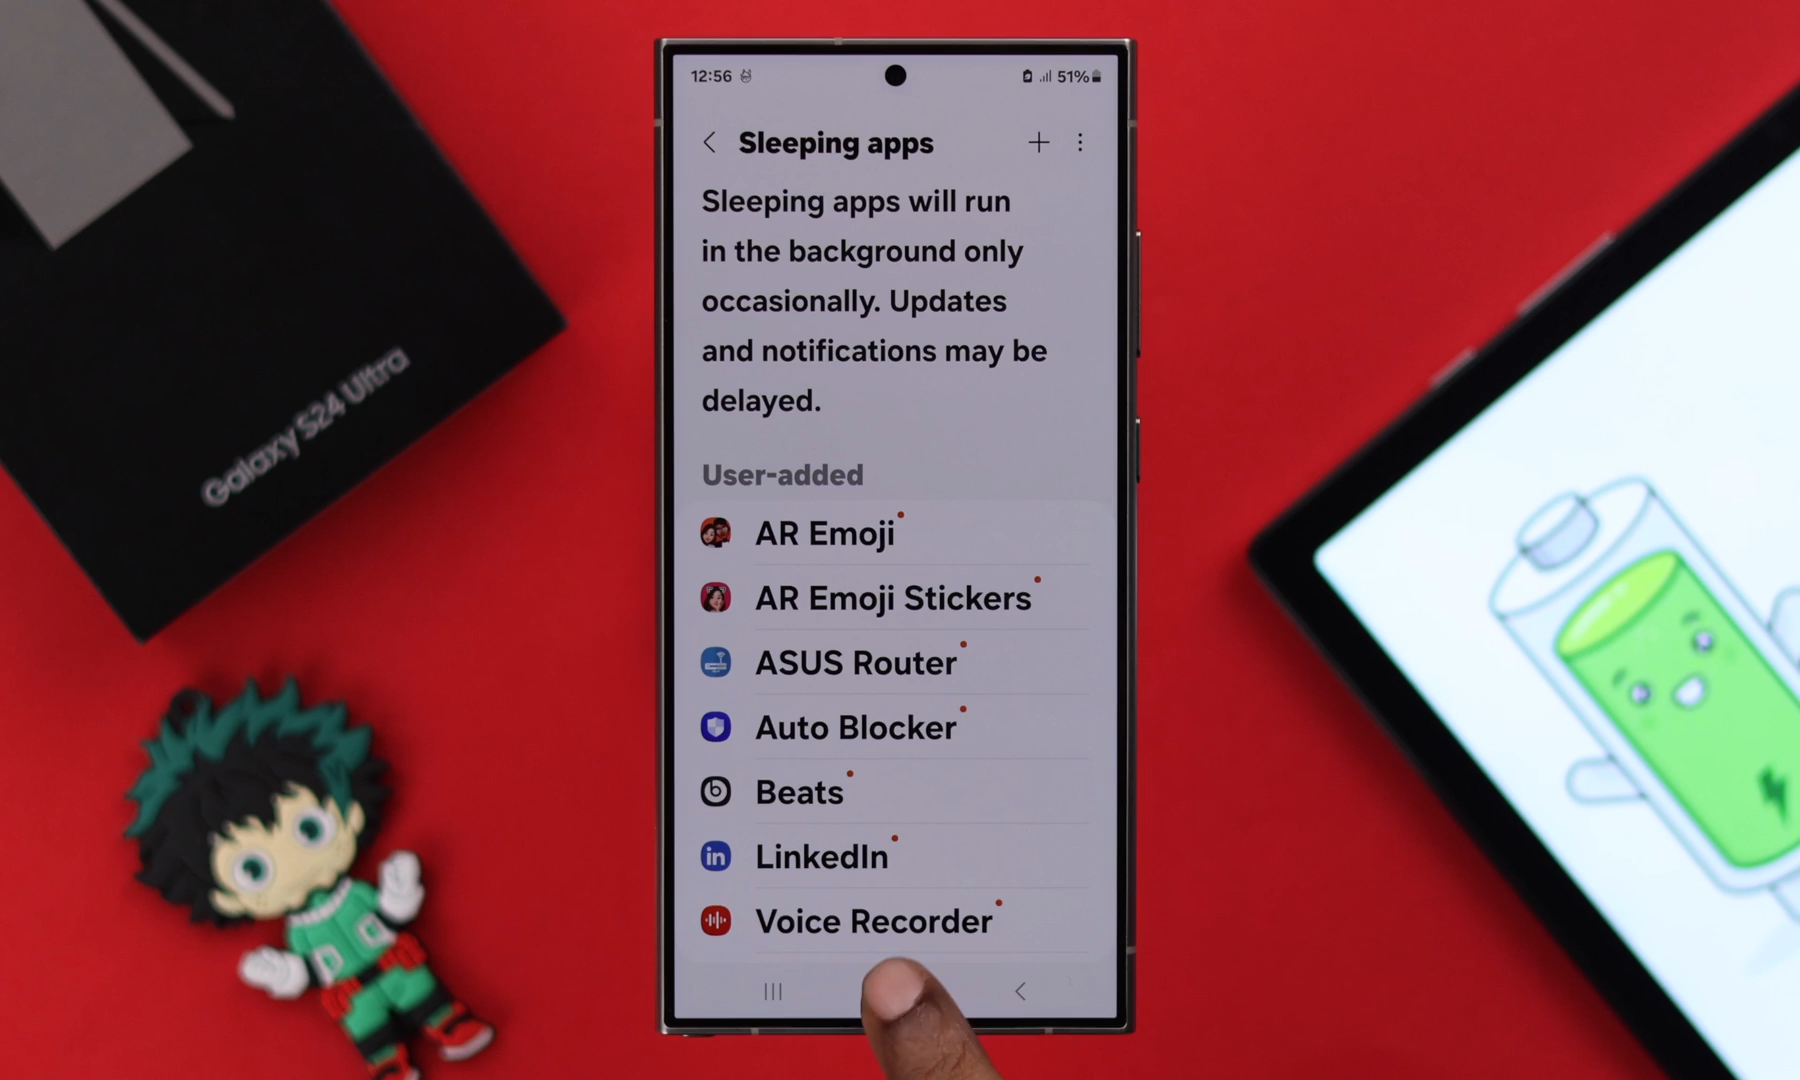 12:56
51%
Sleeping apps
Sleeping apps will run
in the background only
occasionally. Updates
and notifications may be
delayed.
User-added
AR Emoji
AR Emoji Stickers
ASUS Router
Auto Blocker
Beats
LinkedIn
Voice Recorder
Galaxy S24 Ultra